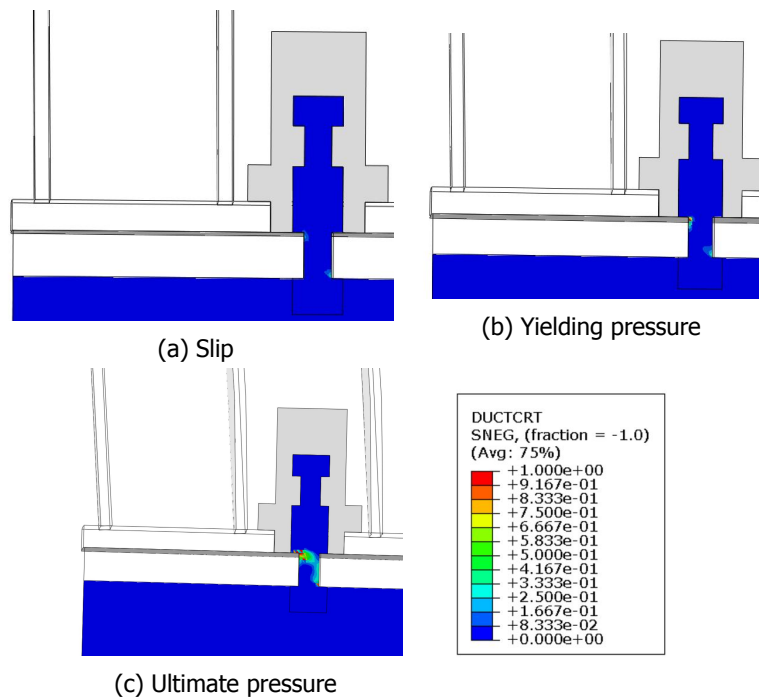 (a) Slip
(b) Yielding pressure
(c) Ultimate pressure
DUCTCRT
SNEG, (fraction = -1.0)
(Avg: 75%)
+1.000e+00
+9.167e-01
+8.333e-01
+7.500e-01
+6.667e-01
+5.833e-01
+5.000e-01
+4.167e-01
+3.333e-01
+2.500e-01
+1.667e-01
+8.333e-02
+0.000e+00